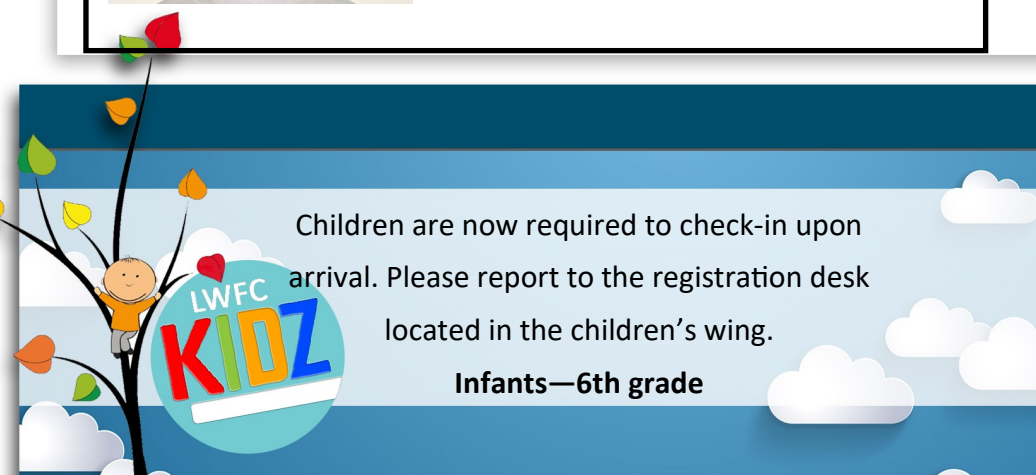 Children are now required to check-in upon
arrival. Please report to the registration desk
located in the children’s wing.
Infants—6th grade
LWFC
KIDZ